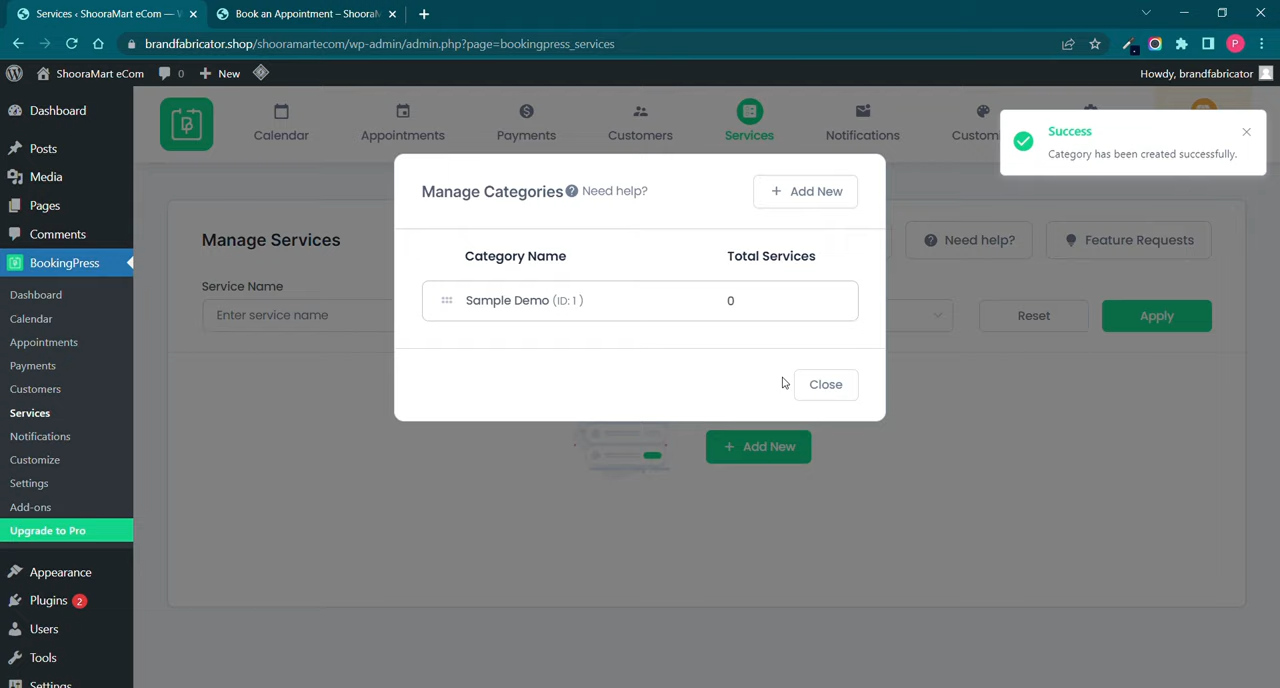 Services ‹ ShooraMart eCom — W
Book an Appointment – ShooraM
brandfabricator.shop/shooramartecom/wp-admin/admin.php?page=bookingpress_services
P
ShooraMart eCom
0
New
Howdy, brandfabricator
Dashboard
Posts
Media
Pages
Comments
BookingPress
Dashboard
Calendar
Appointments
Payments
Customers
Services
Notifications
Customize
Settings
Add-ons
Upgrade to Pro
Appearance
Plugins 2
Users
Tools
Settings
Calendar
Appointments
Payments
Customers
Services
Notifications
Custom
Success
Category has been created successfully.
Manage Services
Need help?
Feature Requests
Service Name
Enter service name
Reset
Apply
+ Add New
Manage Categories
? Need help?
+ Add New
Category Name
Total Services
Sample Demo (ID: 1 )
0
Close